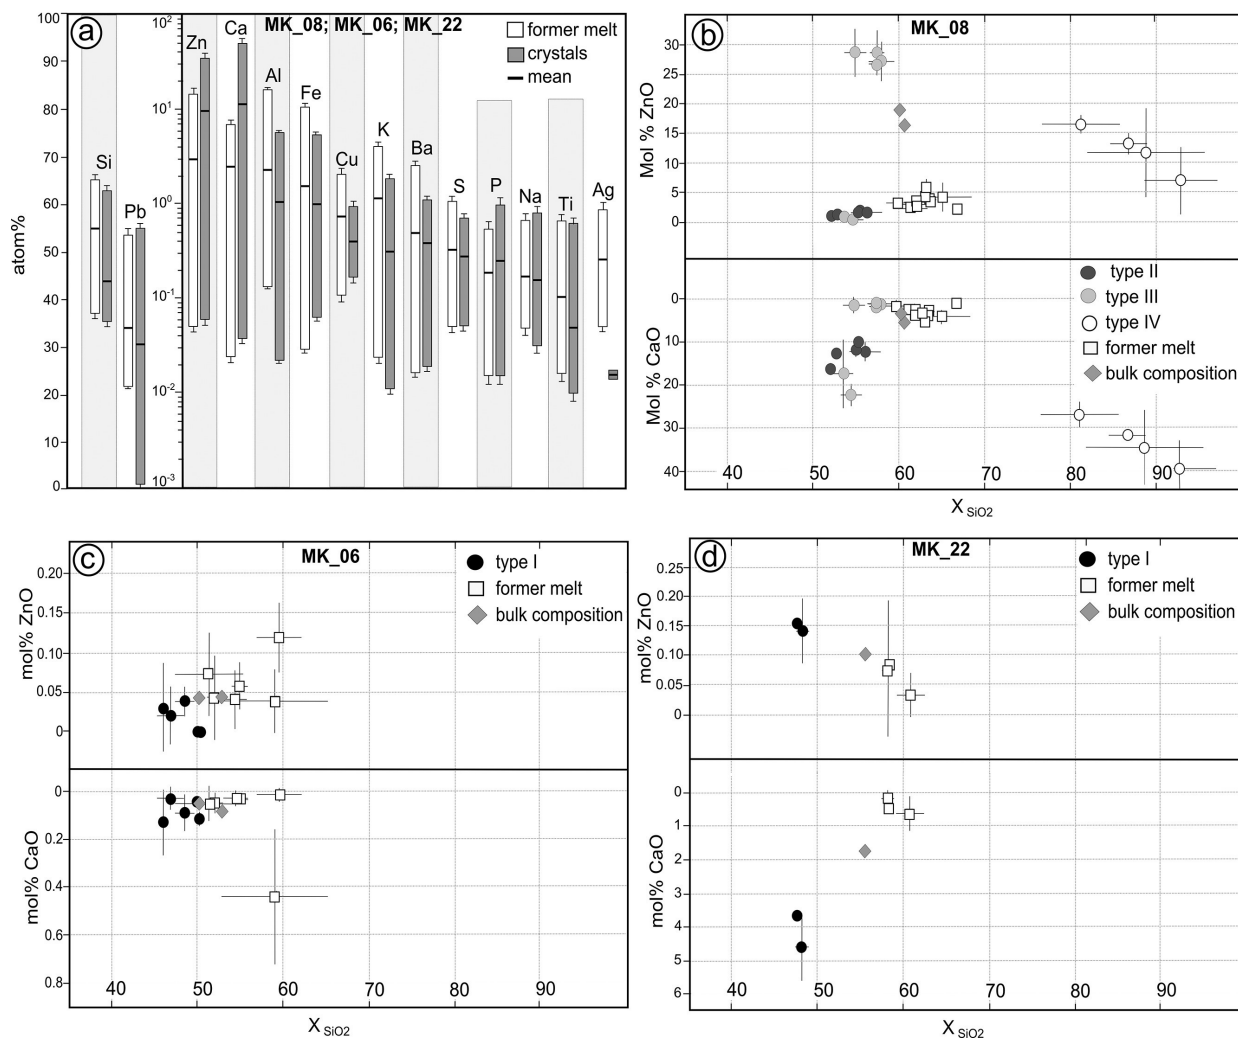 a
MK_08; MK_06; MK_22
former melt
crystals
mean
atom%
100%
90
80
70
60
50
40
30
20
10
0
10²
10¹
10⁰
10⁻¹
10⁻²
10⁻³
Si
Pb
Zn
Ca
Al
Fe
Cu
K
Ba
S
P
Na
Ti
Ag
b
MK_08
Mol % ZnO
30
25
20
15
10
5
0
Mol % CaO
0
10
20
30
40
type II
type III
type IV
former melt
bulk composition
40 50 60 70 80 90
X SiO2
c
MK_06
type I
former melt
bulk composition
mol% ZnO
0.20
0.15
0.10
0.05
0
mol% CaO
0
0.2
0.4
0.6
0.8
40 50 60 70 80 90
X SiO2
d
MK_22
type I
former melt
bulk composition
mol% ZnO
0.25
0.20
0.15
0.10
0.05
0
mol% CaO
0
1
2
3
4
5
6
40 50 60 70 80 90
X SiO2